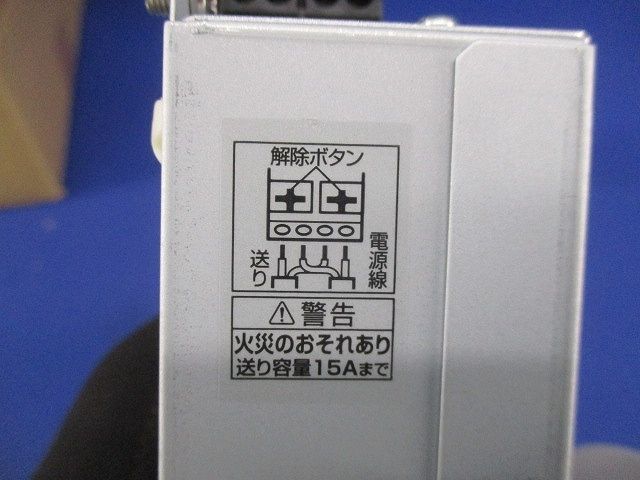 解除ボタン
送り
電源線
⚠警告
火災のおそれあり
送り容量15Aまで